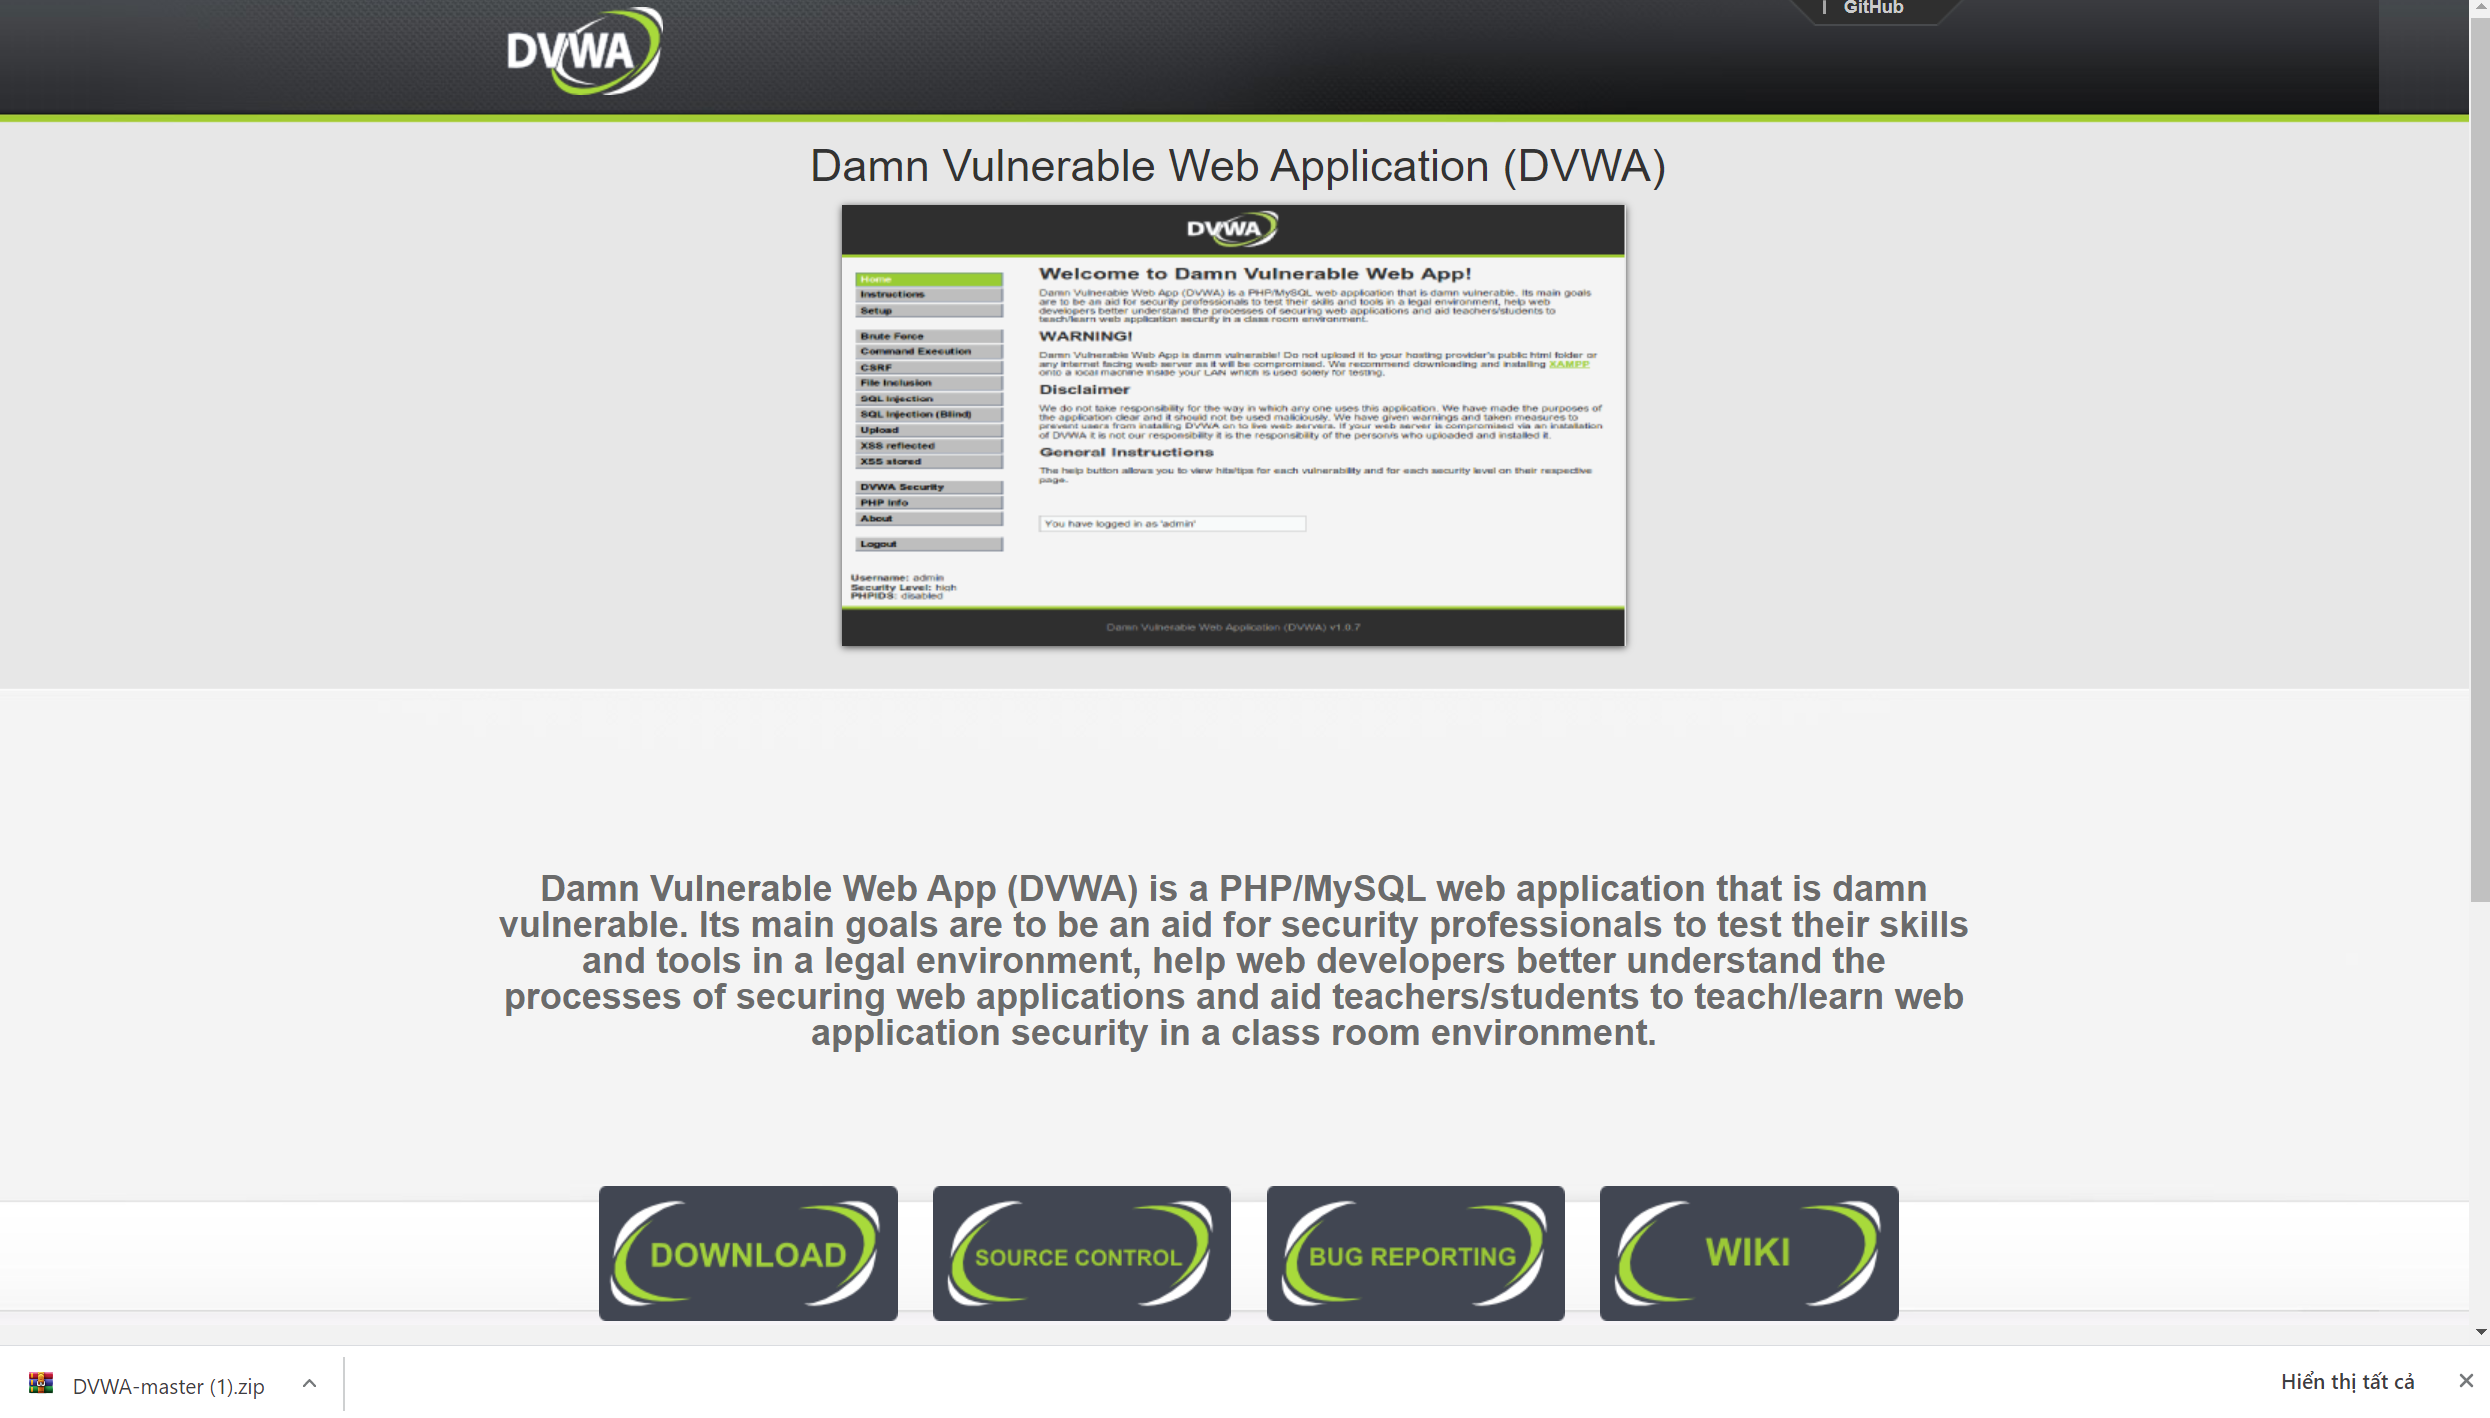 GitHub
DVWA
Damn Vulnerable Web Application (DVWA)
DVWA
Home
Instructions
Setup
Brute Force
Command Execution
CSRF
File Inclusion
SQL Injection
SQL Injection (Blind)
Upload
XSS reflected
XSS stored
DVWA Security
PHP Info
About
Logout
Username: admin
Security Level: high
PHPIDS: disabled
Welcome to Damn Vulnerable Web App!
Damn Vulnerable Web App (DVWA) is a PHP/MySQL web application that is damn vulnerable. Its main goals
are to be an aid for security professionals to test their skills and tools in a legal environment, help web
developers better understand the processes of securing web applications and aid teachers/students to
teach/learn web application security in a class room environment.
WARNING!
Damn Vulnerable Web App is damn vulnerable! Do not upload it to your hosting provider's public html folder or
any internet facing web server as it will be compromised. We recommend downloading and installing XAMPP
onto a local machine inside your LAN which is used solely for testing.
Disclaimer
We do not take responsibility for the way in which any one uses this application. We have made the purposes of
the application clear and it should not be used maliciously. We have given warnings and taken measures to
prevent users from installing DVWA on to live web servers. If your web server is compromised via an installation
of DVWA it is not our responsibility it is the responsibility of the person/s who uploaded and installed it.
General Instructions
The help button allows you to view hits/tips for each vulnerability and for each security level on their respective
page.
You have logged in as 'admin'
Damn Vulnerable Web Application (DVWA) v1.0.7
Damn Vulnerable Web App (DVWA) is a PHP/MySQL web application that is damn
vulnerable. Its main goals are to be an aid for security professionals to test their skills
and tools in a legal environment, help web developers better understand the
processes of securing web applications and aid teachers/students to teach/learn web
application security in a class room environment.
DOWNLOAD
SOURCE CONTROL
BUG REPORTING
WIKI
DVWA-master (1).zip
Hiển thị tất cả